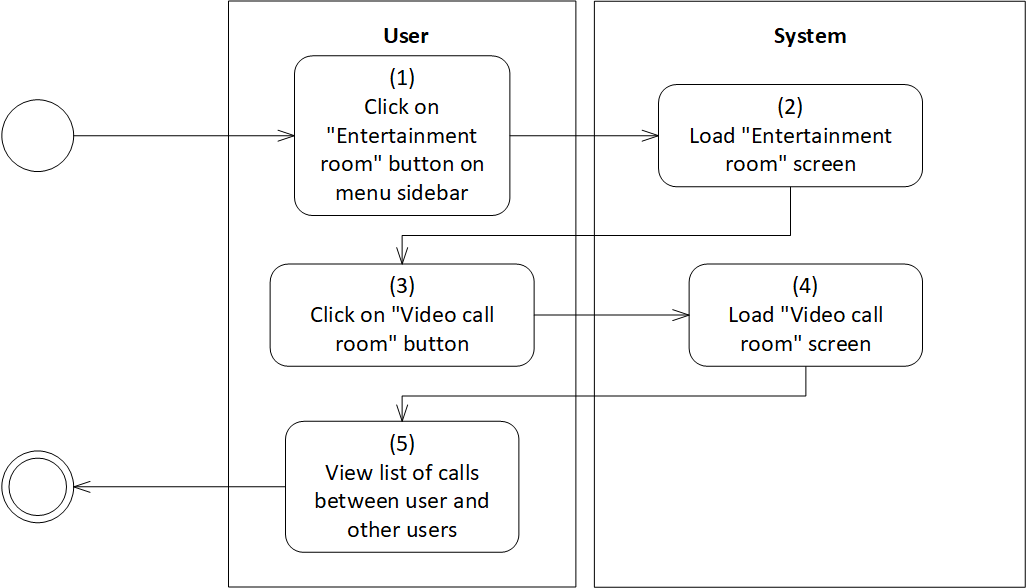 User
System
(1)
Click on
"Entertainment
room" button on
menu sidebar
(2)
Load "Entertainment
room" screen
(3)
Click on "Video call
room" button
(4)
Load "Video call
room" screen
(5)
View list of calls
between user and
other users